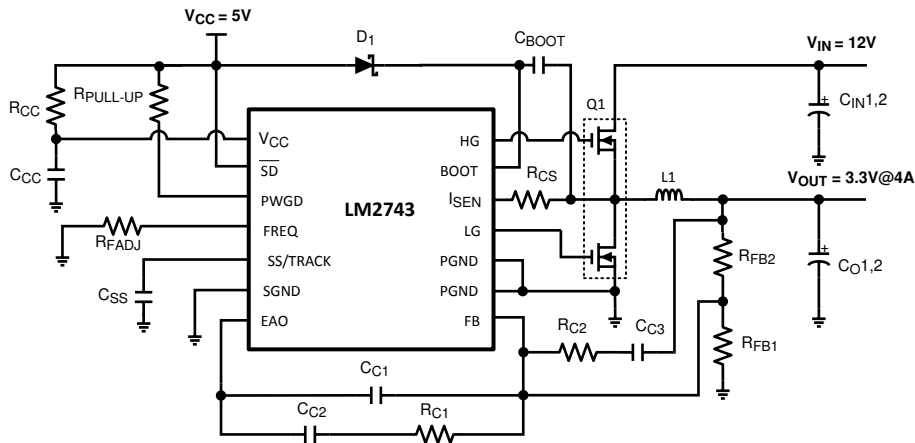 VCC = 5V
D1
CBOOT
VIN = 12V
RCC
RPULL-UP
Q1
CIN1,2
+
CCC
VCC
SD
PWGD
FREQ
SS/TRACK
SGND
EAO
LM2743
HG
BOOT
ISEN
LG
PGND
PGND
FB
RCS
L1
VOUT = 3.3V@4A
RFADJ
CSS
RFB2
+
CO1,2
RC2
CC3
RFB1
CC1
CC2
RC1